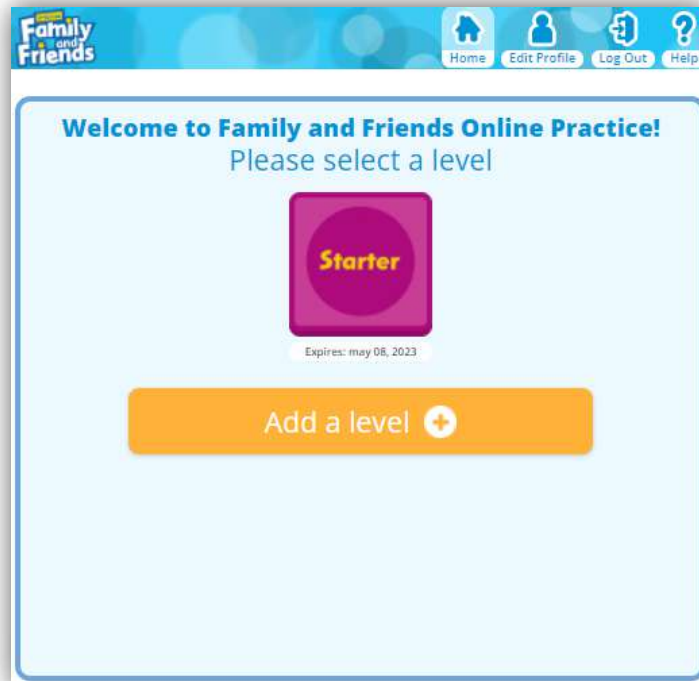 Family
and
Friends
Home
Edit Profile
Log Out
Help
Welcome to Family and Friends Online Practice!
Please select a level
Starter
Expires: may 08, 2023
Add a level